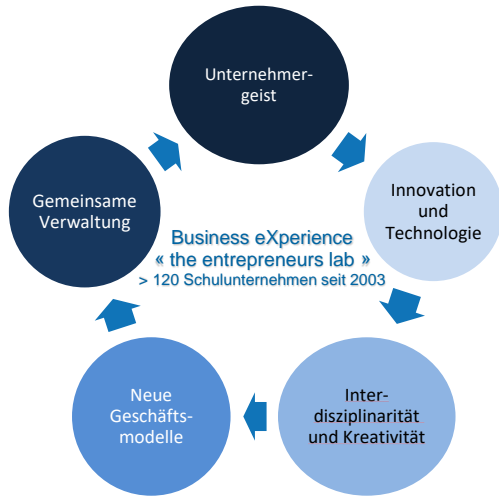 Unternehmer-
geist
Innovation
und
Technologie
Inter-
disziplinarität
und Kreativität
Neue
Geschäfts-
modelle
Gemeinsame
Verwaltung
Business eXperience
« the entrepreneurs lab »
> 120 Schulunternehmen seit 2003